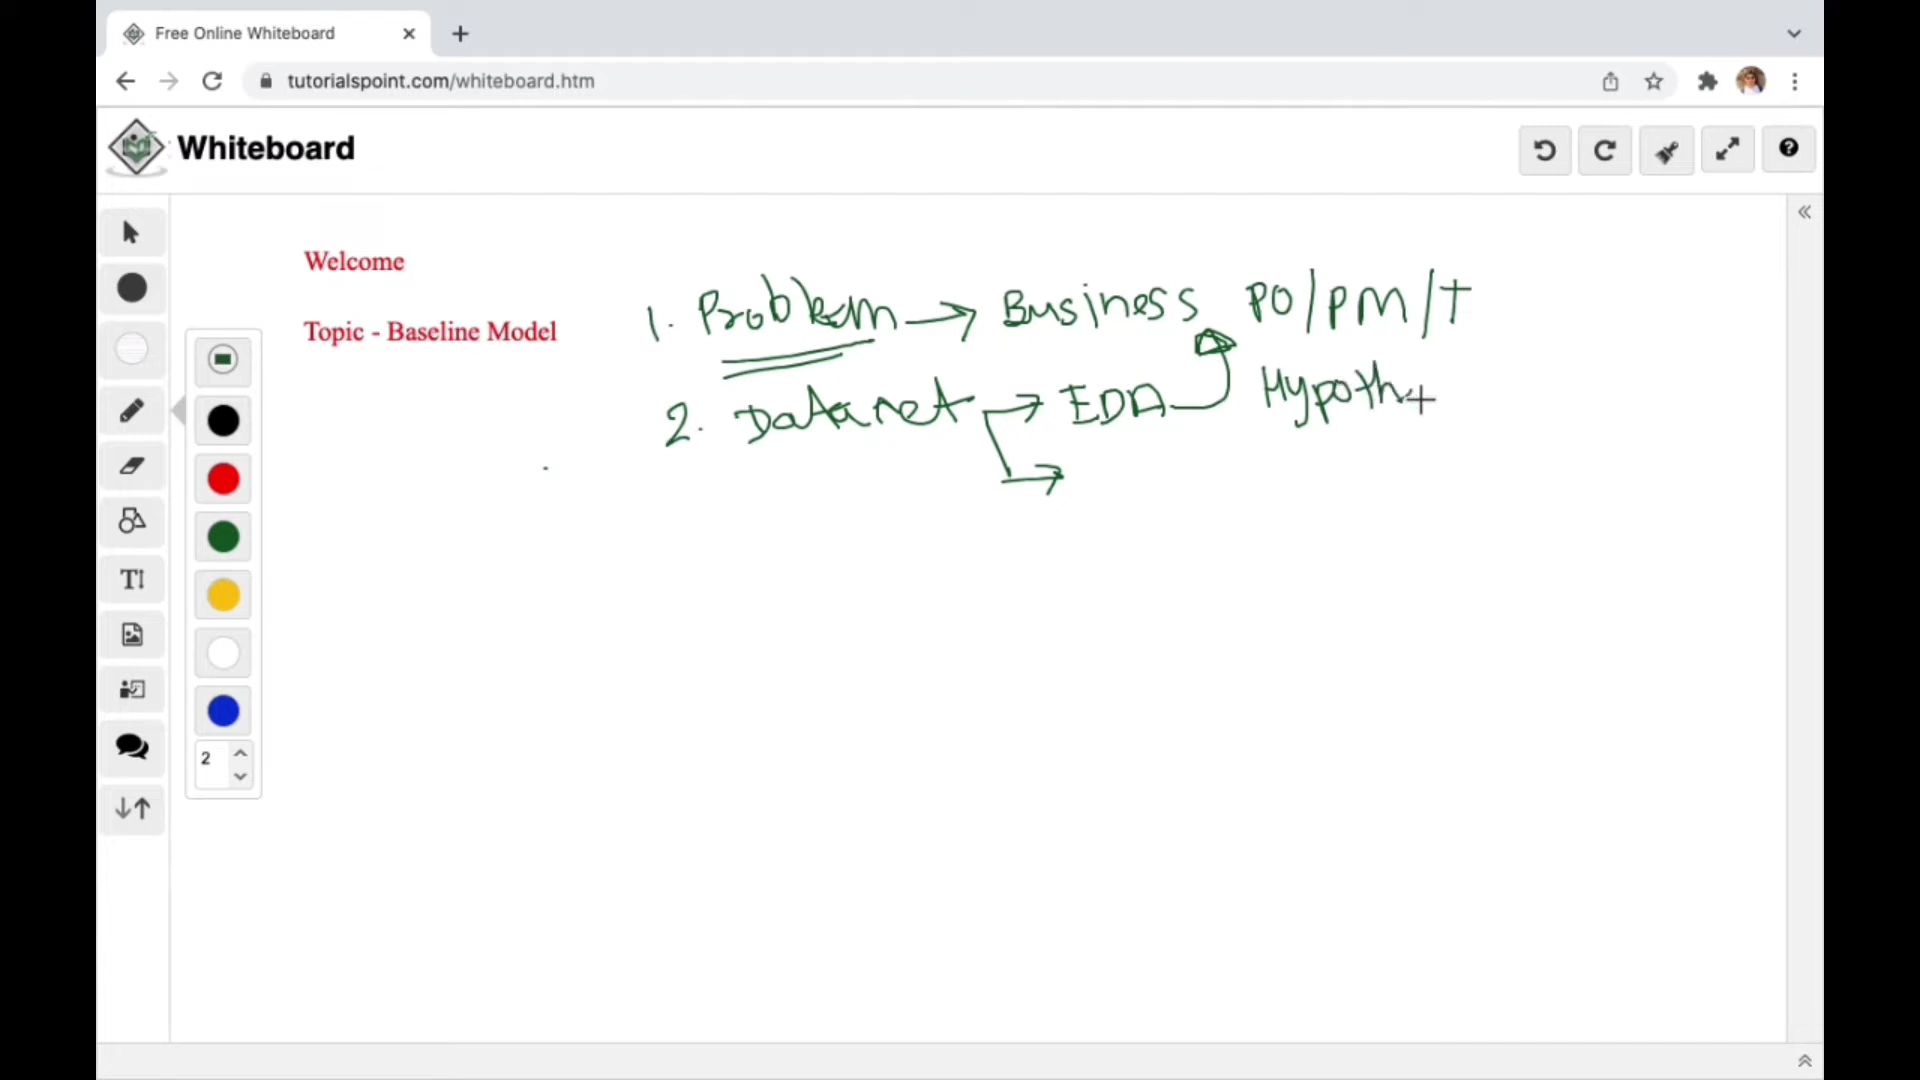 Free Online Whiteboard
tutorialspoint.com/whiteboard.htm
Whiteboard
Welcome
Topic - Baseline Model
1. Problem → Business PO/PM/T
2. Dataset → EDA Hypoth
→
2